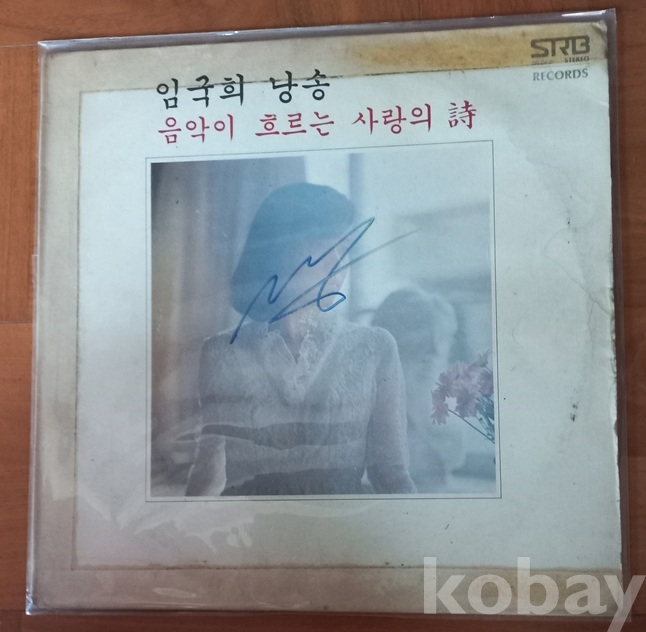 STRB
STEREO
RECORDS
임국희 낭송
음악이 흐르는 사랑의 詩
kobay